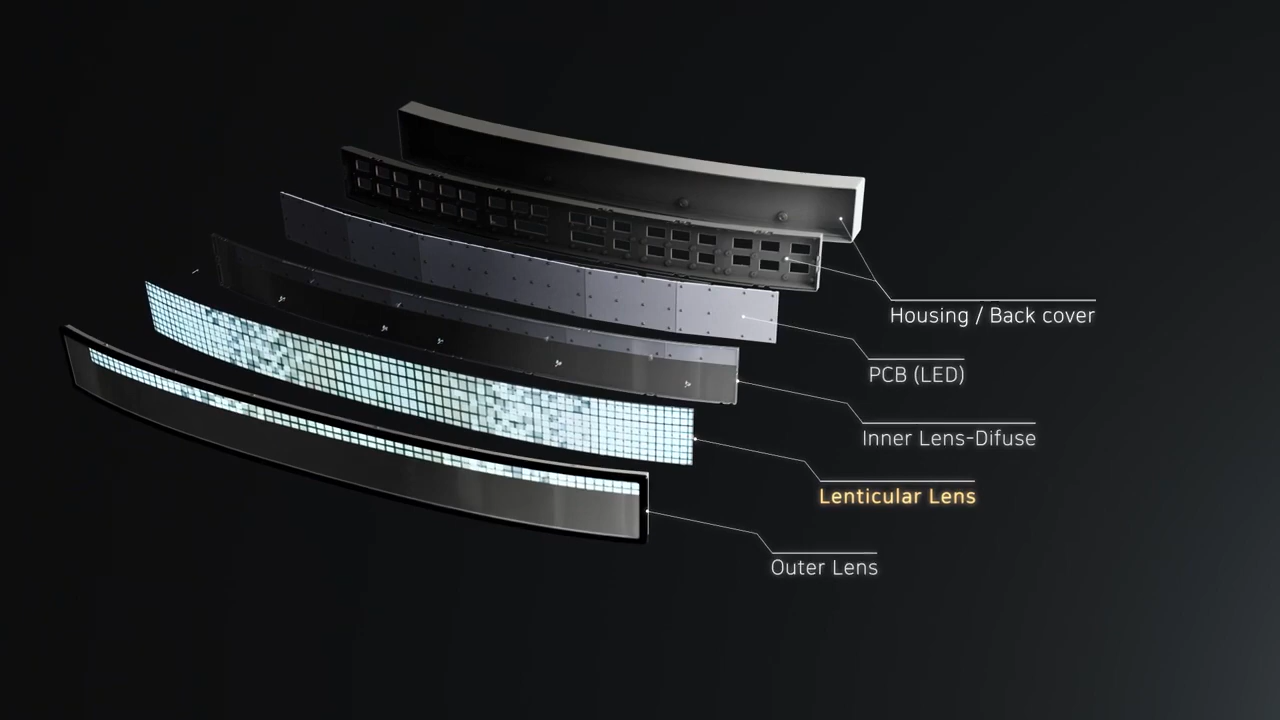 Housing / Back cover
PCB (LED)
Inner Lens-Difuse
Lenticular Lens
Outer Lens